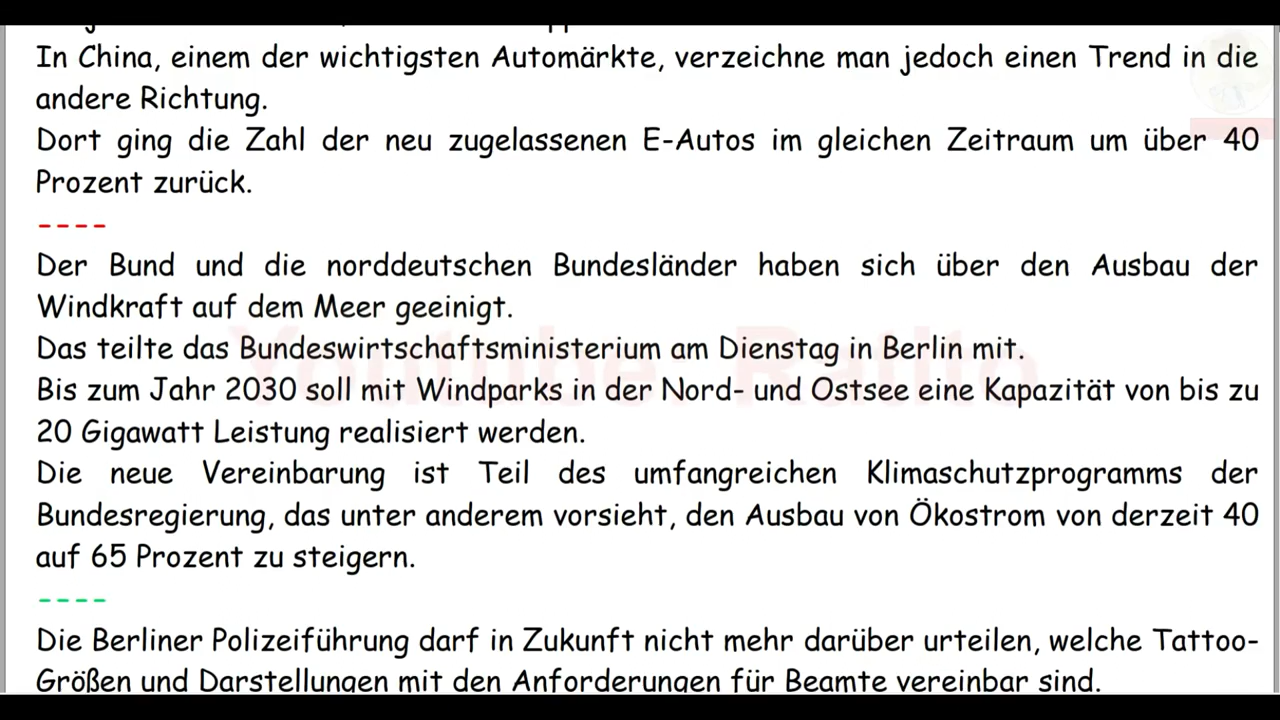 In China, einem der wichtigsten Automärkte, verzeichne man jedoch einen Trend in die
andere Richtung.
Dort ging die Zahl der neu zugelassenen E-Autos im gleichen Zeitraum um über 40
Prozent zurück.
----
Der Bund und die norddeutschen Bundesländer haben sich über den Ausbau der
Windkraft auf dem Meer geeinigt.
Das teilte das Bundeswirtschaftsministerium am Dienstag in Berlin mit.
Bis zum Jahr 2030 soll mit Windparks in der Nord- und Ostsee eine Kapazität von bis zu
20 Gigawatt Leistung realisiert werden.
Die neue Vereinbarung ist Teil des umfangreichen Klimaschutzprogramms der
Bundesregierung, das unter anderem vorsieht, den Ausbau von Ökostrom von derzeit 40
auf 65 Prozent zu steigern.
----
Die Berliner Polizeiführung darf in Zukunft nicht mehr darüber urteilen, welche Tattoo-
Größen und Darstellungen mit den Anforderungen für Beamte vereinbar sind.